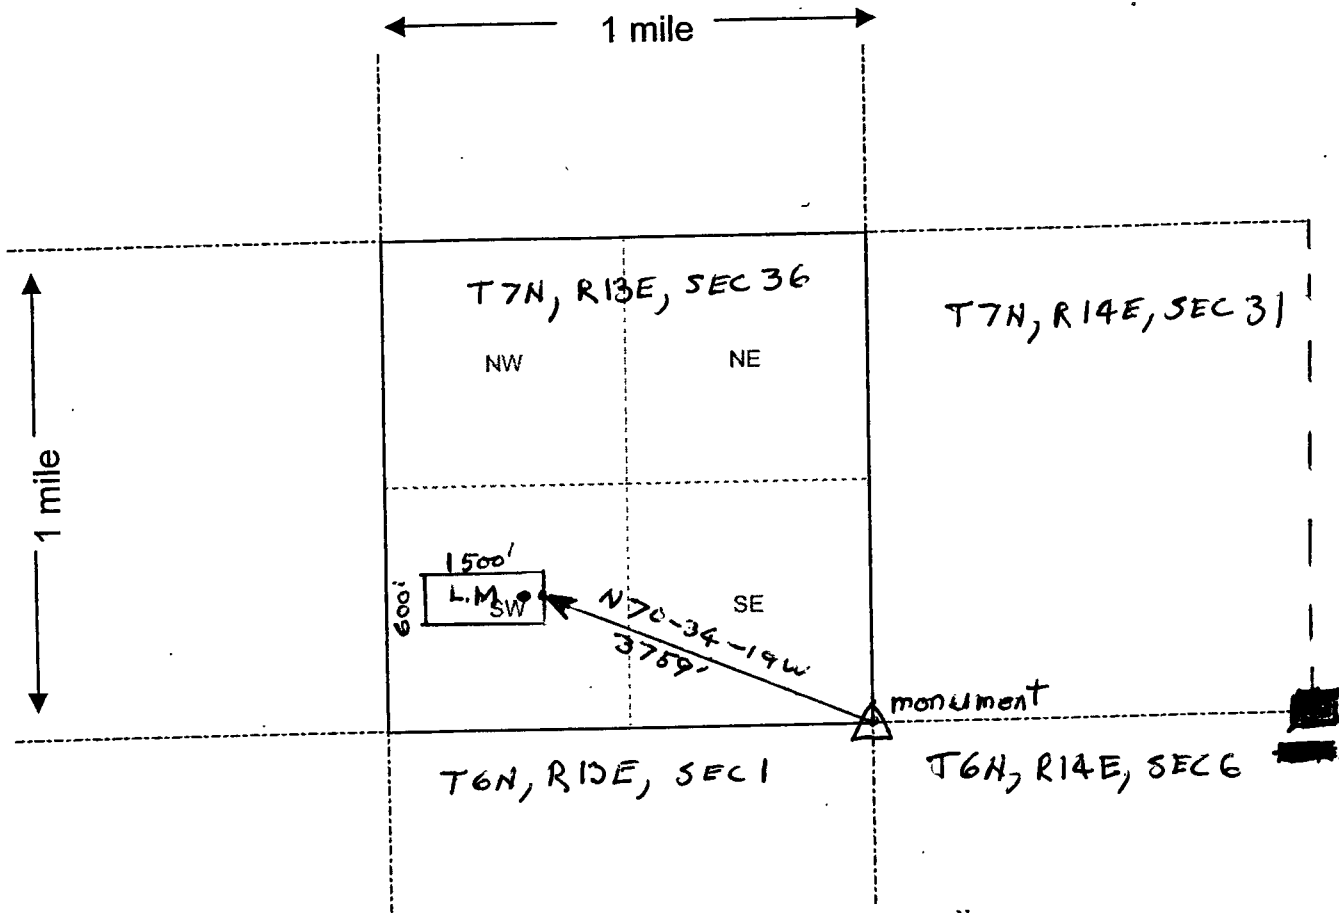 1 mile
T7N, R13E, SEC 36
T7N, R14E, SEC 31
NW
NE
1 mile
1500'
600'
L.M.
SW
SE
N 70-34-19W
3759'
monument
T6N, R13E, SEC 1
T6N, R14E, SEC 6